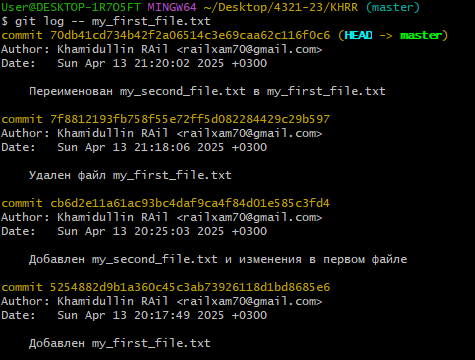 User@DESKTOP-1R7O5FT MINGW64 ~/Desktop/4321-23/KHRR (master)
$ git log -- my_first_file.txt
commit 70db41cd734b42f2a06514c3e69caa62c116f0c6 (HEAD -> master)
Author: Khamidullin RAil <railxam70@gmail.com>
Date:   Sun Apr 13 21:20:02 2025 +0300
Переименован my_second_file.txt в my_first_file.txt
commit 7f8812193fb758f55e72ff5d082284429c29b597
Author: Khamidullin RAil <railxam70@gmail.com>
Date:   Sun Apr 13 21:18:06 2025 +0300
Удален файл my_first_file.txt
commit cb6d2e11a61ac93bc4daf9ca4f84d01e585c3fd4
Author: Khamidullin RAil <railxam70@gmail.com>
Date:   Sun Apr 13 20:25:03 2025 +0300
Добавлен my_second_file.txt и изменения в первом файле
commit 5254882d9b1a360c45c3ab73926118d1bd8685e6
Author: Khamidullin RAil <railxam70@gmail.com>
Date:   Sun Apr 13 20:17:49 2025 +0300
Добавлен my_first_file.txt